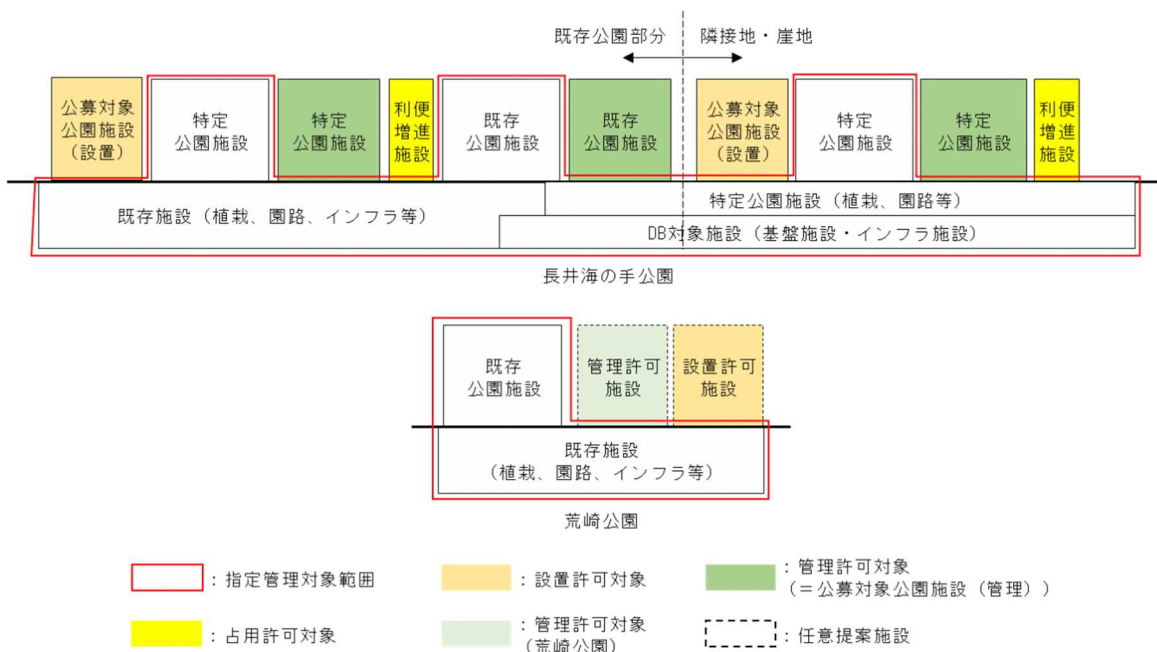 既存公園部分
隣接地・崖地
公募対象
公園施設
(設置)
特定
公園施設
特定
公園施設
利便
増進
施設
既存
公園施設
既存
公園施設
公募対象
公園施設
(設置)
特定
公園施設
特定
公園施設
利便
増進
施設
既存施設（植栽、園路、インフラ等）
特定公園施設（植栽、園路等）
DB対象施設（基盤施設・インフラ施設）
長井海の手公園
既存
公園施設
管理許可
施設
設置許可
施設
既存施設
（植栽、園路、インフラ等）
荒崎公園
：指定管理対象範囲
：設置許可対象
：管理許可対象
（＝公募対象公園施設（管理））
：占用許可対象
：管理許可対象
（荒崎公園）
：任意提案施設